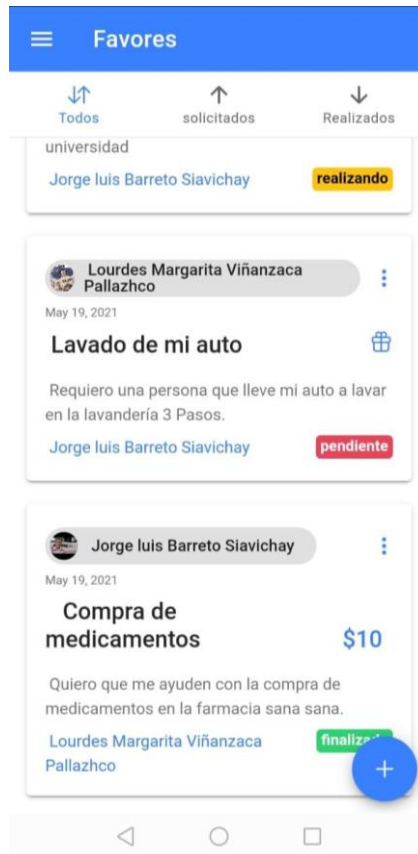 Favores
Todos
solicitados
Realizados
universidad
Jorge luis Barreto Siavichay
realizando
Lourdes Margarita Viñanzaca
Pallazhco
May 19, 2021
Lavado de mi auto
Requiero una persona que lleve mi auto a lavar
en la lavandería 3 Pasos.
Jorge luis Barreto Siavichay
pendiente
Jorge luis Barreto Siavichay
May 19, 2021
Compra de
medicamentos
$10
Quiero que me ayuden con la compra de
medicamentos en la farmacia sana sana.
Lourdes Margarita Viñanzaca
Pallazhco